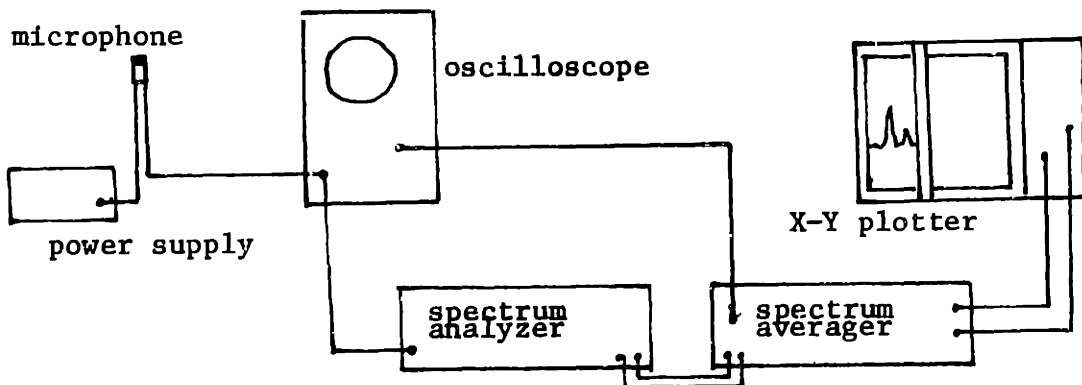 microphone
oscilloscope
power supply
X-Y plotter
spectrum
analyzer
spectrum
averager